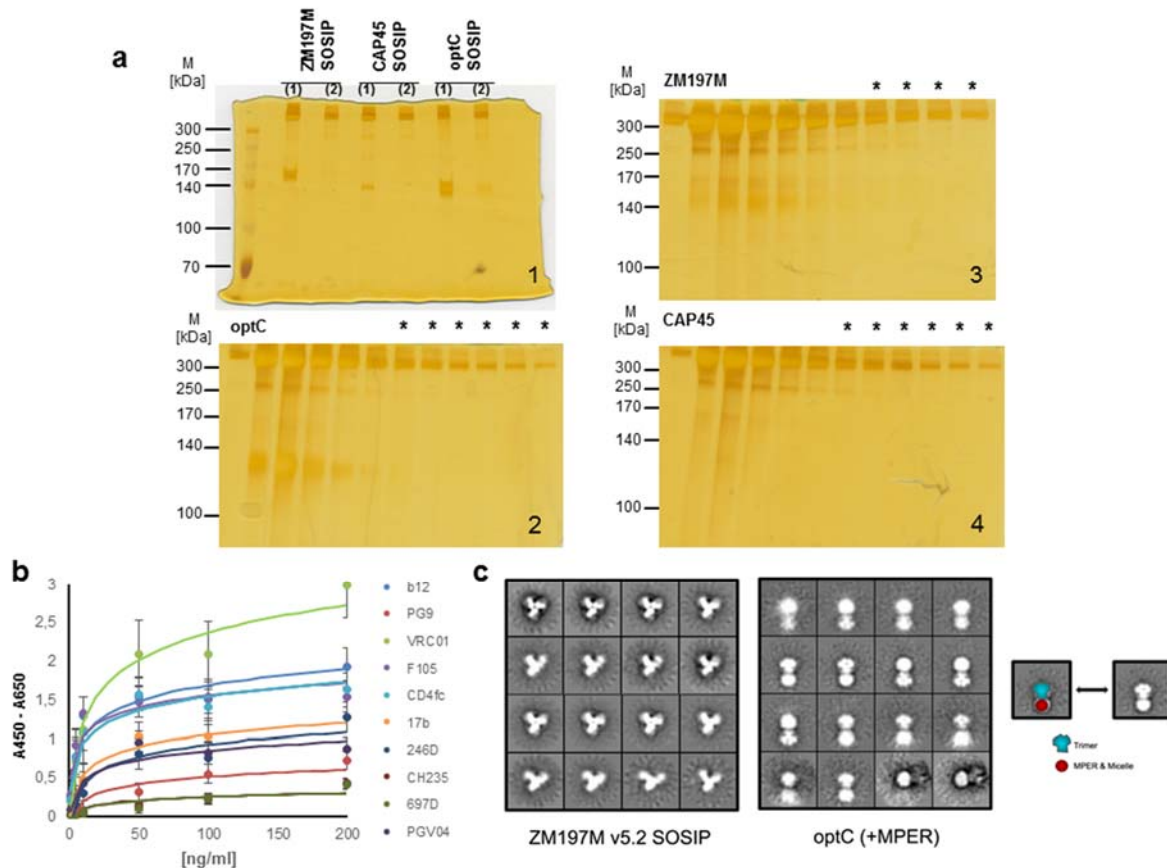 a
ZM197M SOSIP
CAP45 SOSIP
optC SOSIP
M
[kDa]
(1) (2) (1) (2) (1) (2)
300
250
170
140
100
70
1
M
[kDa]
ZM197M
* * * *
300
250
170
140
100
3
M
[kDa]
optC
* * * * * *
300
250
170
140
100
2
M
[kDa]
CAP45
* * * * * *
300
250
170
140
100
4
b
A450 - A650
3
2,5
2
1,5
1
0,5
0
0 50 100 150 200
[ng/ml]
b12
PG9
VRC01
F105
CD4fc
17b
246D
CH235
697D
PGV04
c
ZM197M v5.2 SOSIP
optC (+MPER)
Trimer
MPER & Micelle